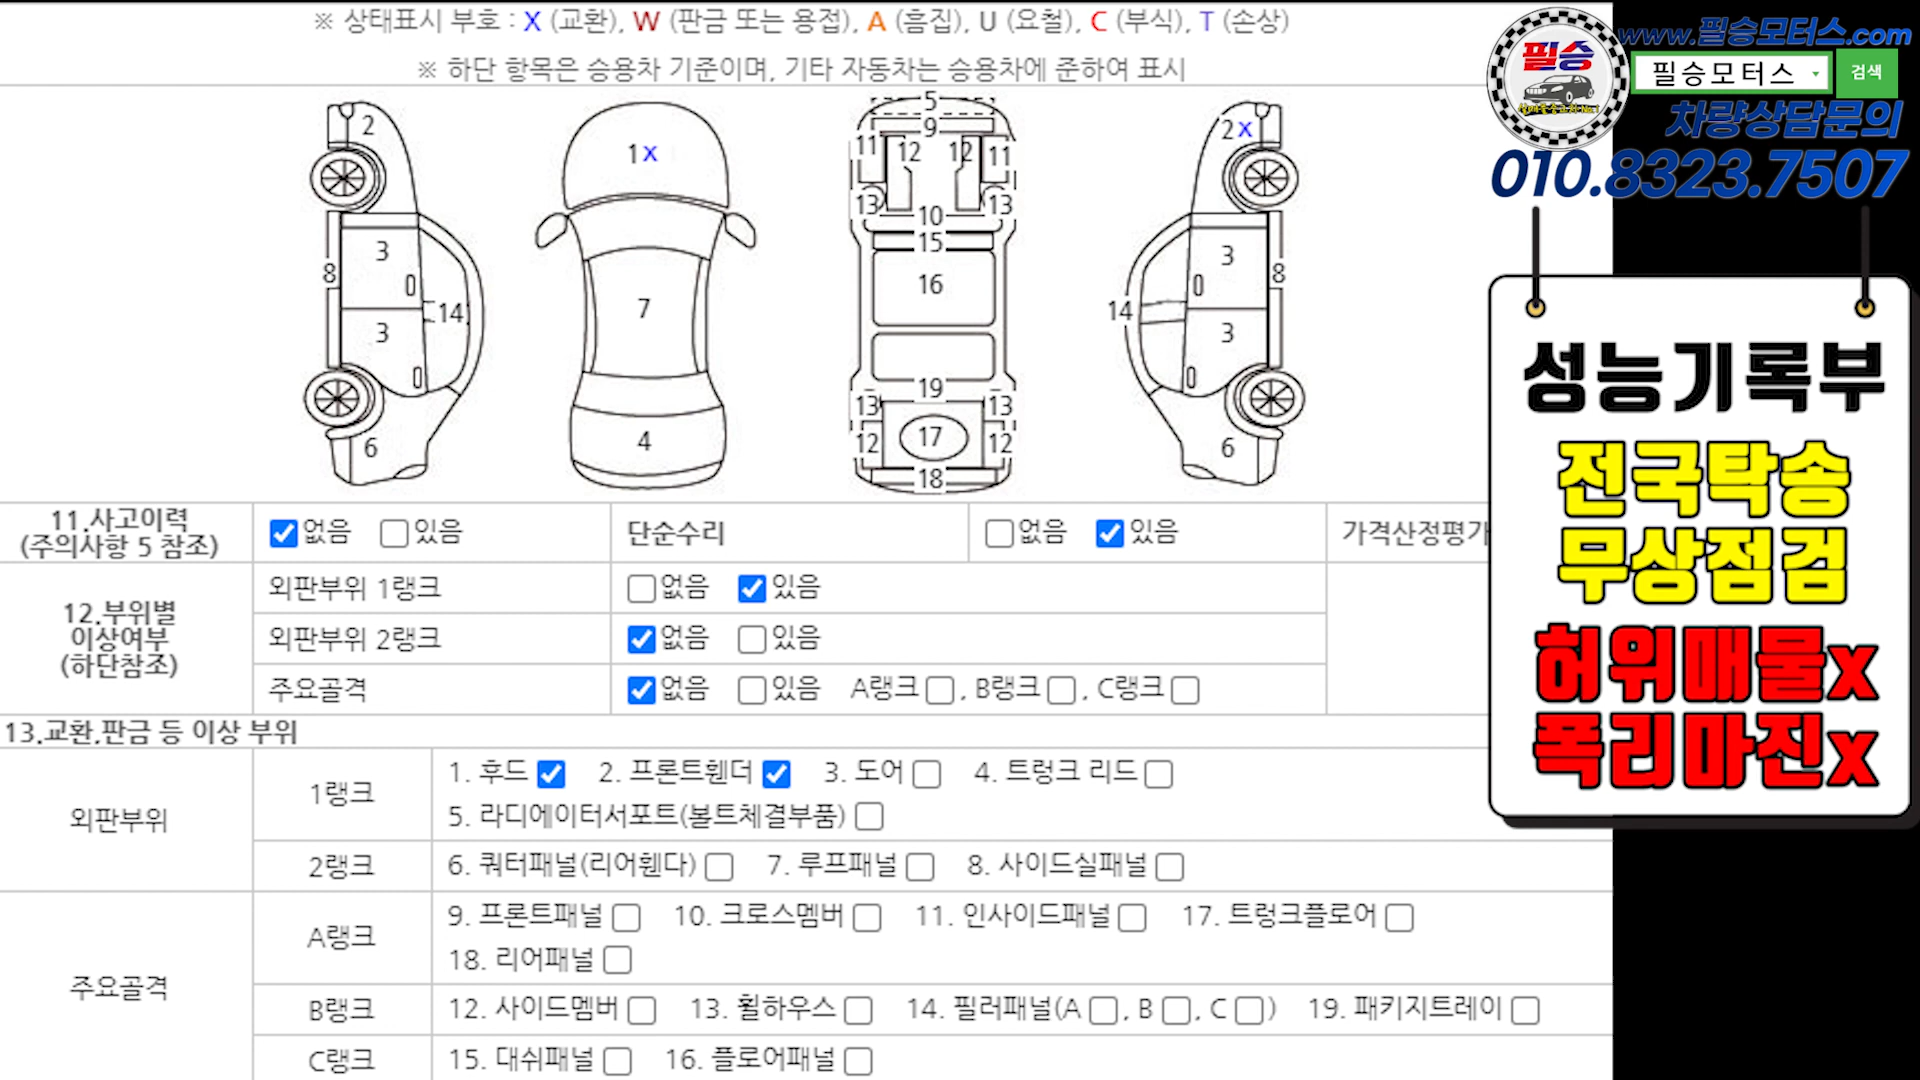 ※ 상태표시 부호 : X (교환), W (판금 또는 용접), A (흠집), U (요철), C (부식), T (손상)
※ 하단 항목은 승용차 기준이며, 기타 자동차는 승용차에 준하여 표시
www.필승모터스.com
필승
필승모터스
검색
차량상담문의
010.8323.7507
2
3
3
8
14
6
1 X
7
4
5
9
11 12 12 11
13 13
10
15
16
19
13 13
12 17 12
18
2 X
3
3
8
14
6
성능기록부
전국탁송
무상점검
허위매물x
폭리마진x
11.사고이력
(주의사항 5 참조)
없음 있음
단순수리
없음 있음
가격산정평가
12.부위별
이상여부
(하단참조)
외판부위 1랭크
없음 있음
외판부위 2랭크
없음 있음
주요골격
없음 있음 A랭크 , B랭크 , C랭크
13.교환,판금 등 이상 부위
외판부위
1랭크
1. 후드 2. 프론트휀더 3. 도어 4. 트렁크 리드
5. 라디에이터서포트(볼트체결부품)
2랭크
6. 쿼터패널(리어휀다) 7. 루프패널 8. 사이드실패널
주요골격
A랭크
9. 프론트패널 10. 크로스멤버 11. 인사이드패널 17. 트렁크플로어
18. 리어패널
B랭크
12. 사이드멤버 13. 휠하우스 14. 필러패널(A , B , C ) 19. 패키지트레이
C랭크
15. 대쉬패널 16. 플로어패널